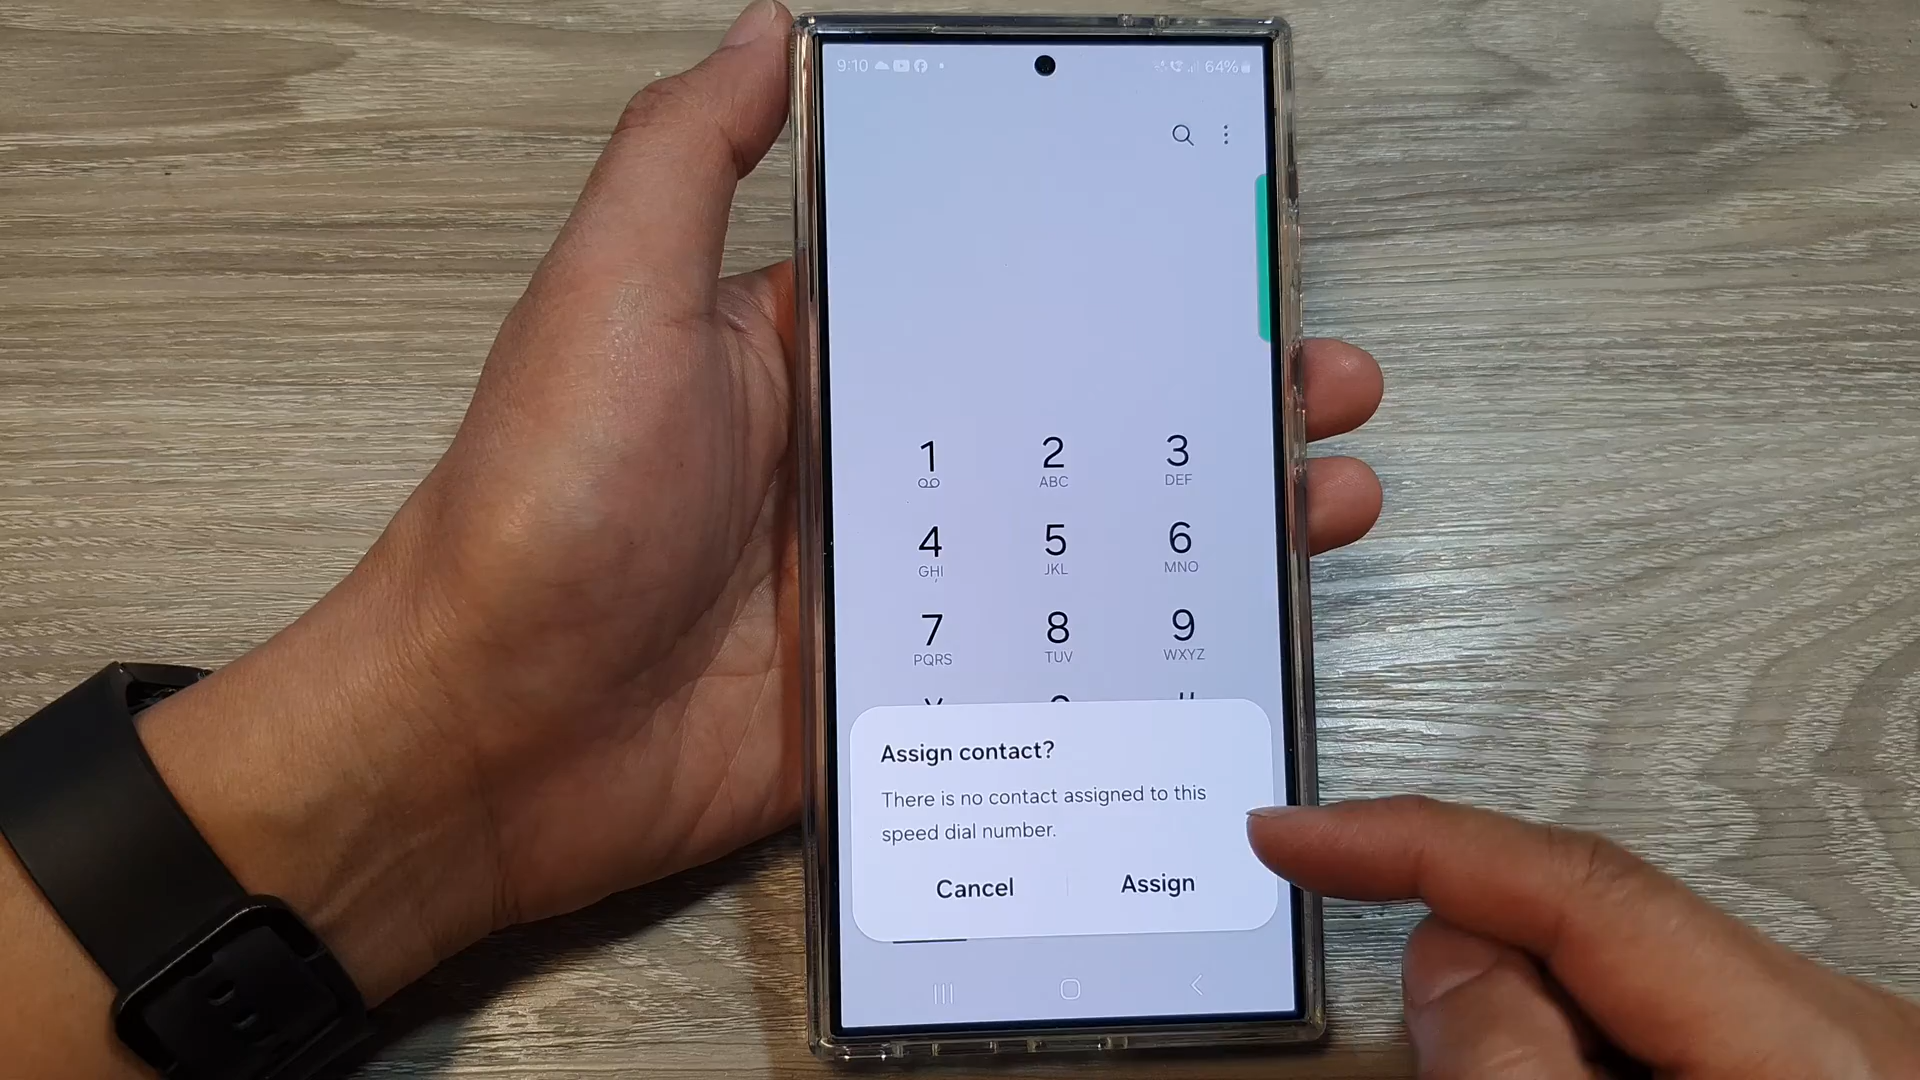 9:10
64%
1 2 3
ABC DEF
4 5 6
GHI JKL MNO
7 8 9
PQRS TUV WXYZ
Assign contact?
There is no contact assigned to this
speed dial number.
Cancel Assign